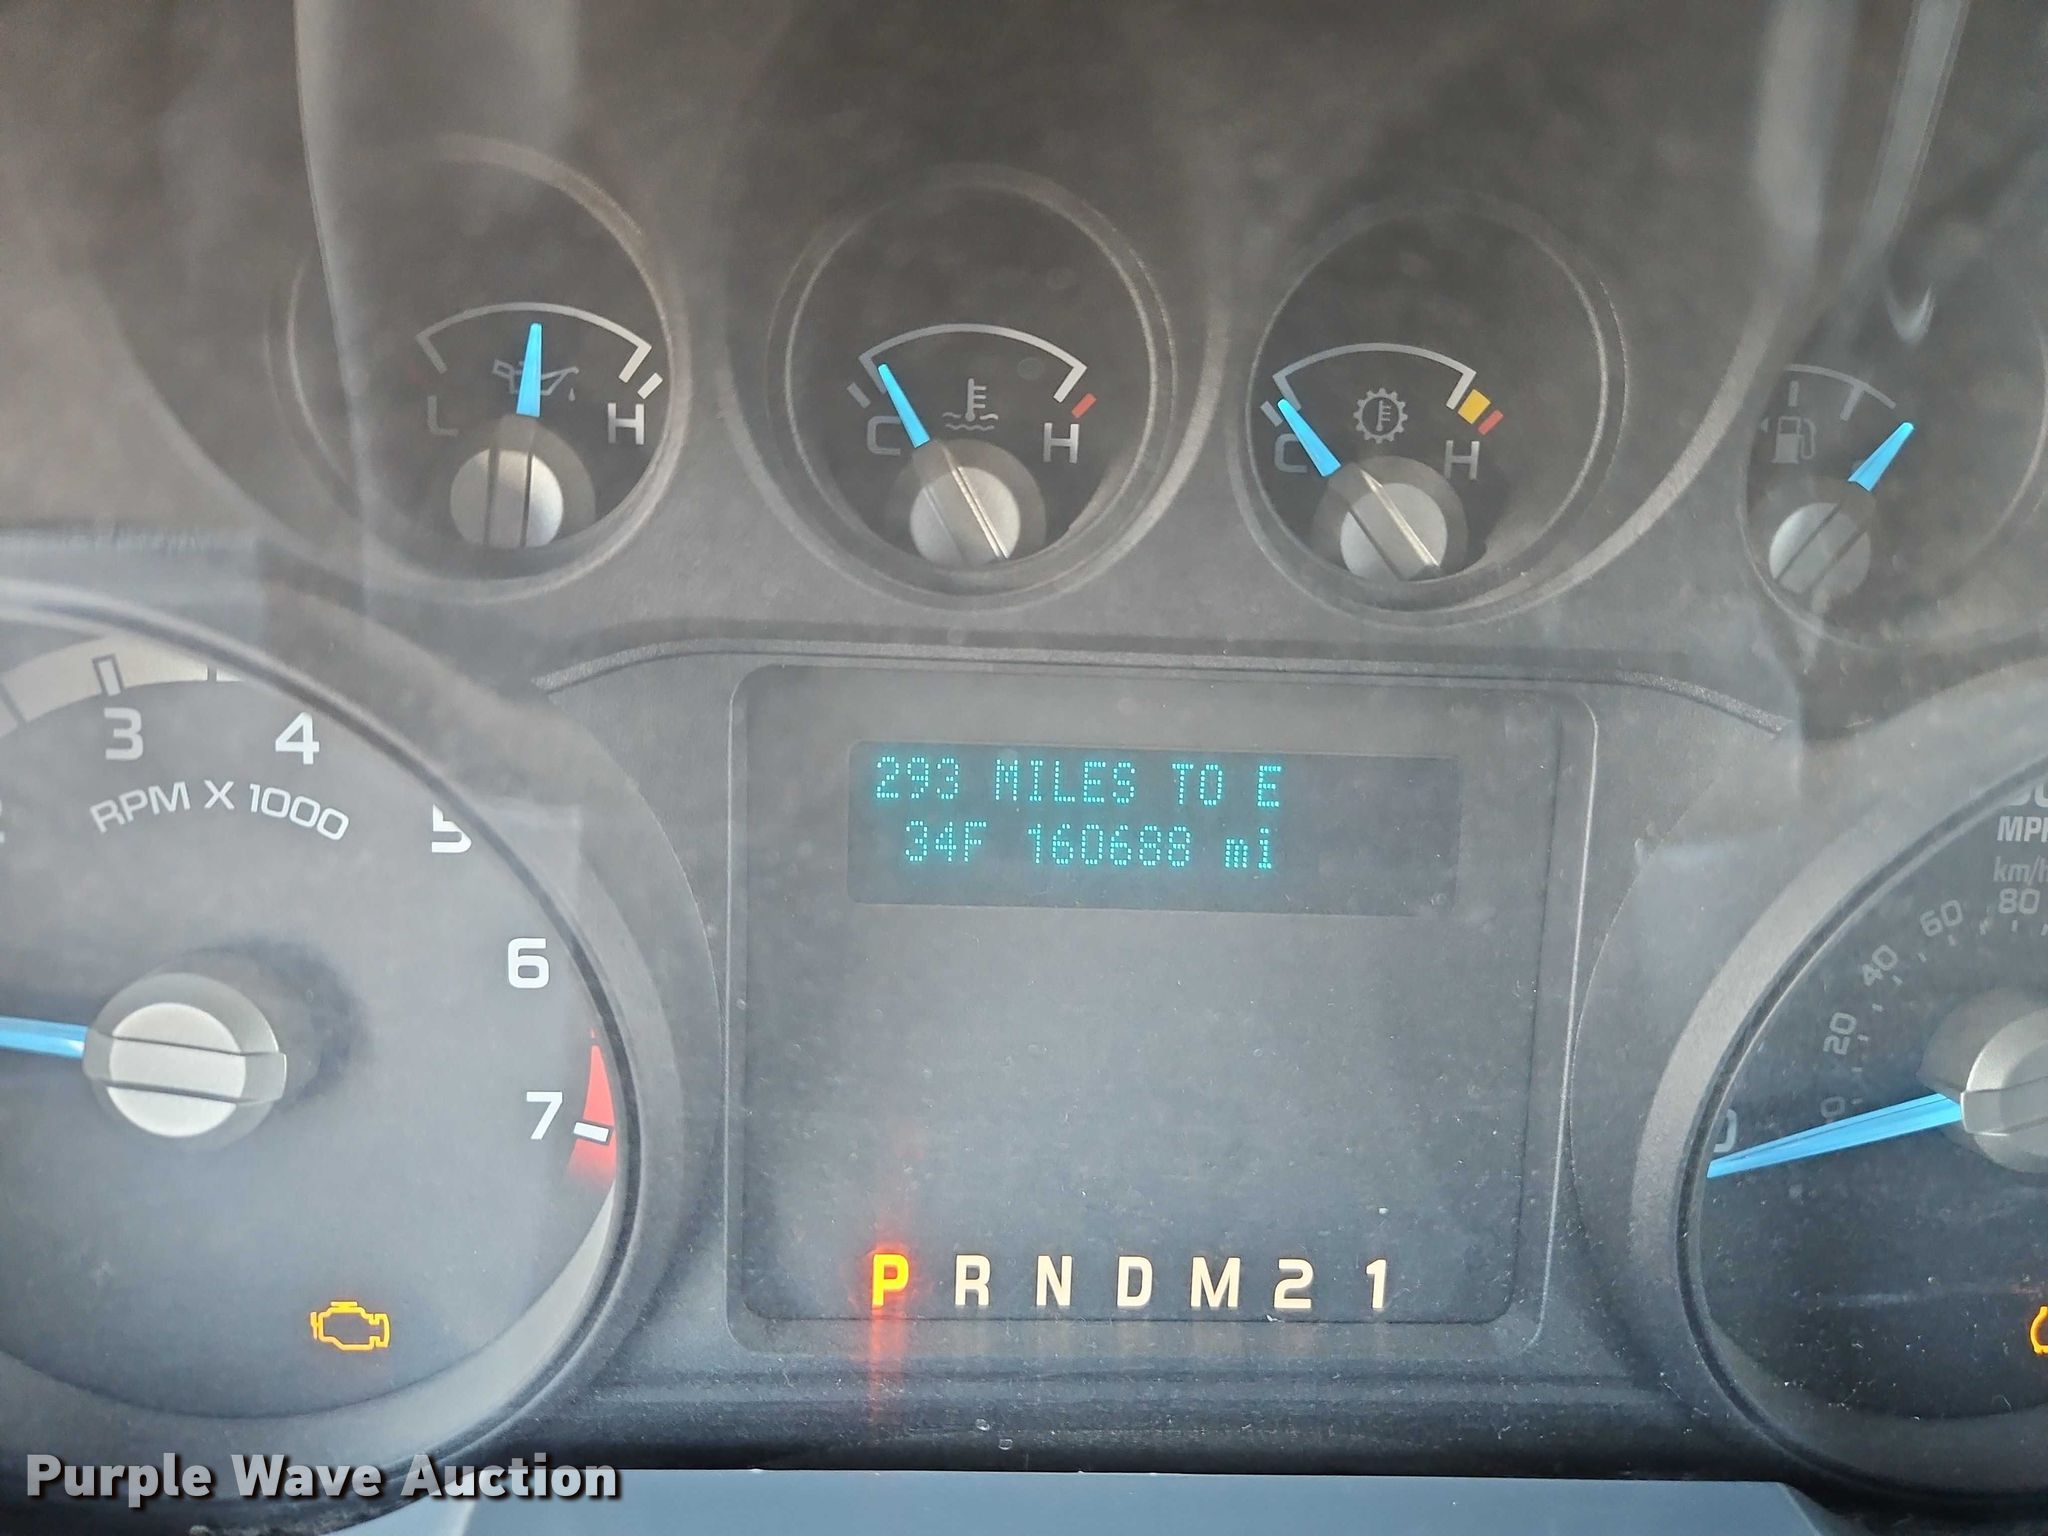 L H
C H
C H
3 4 5 6 7
RPM X 1000
293 MILES TO E
34F 160688 mi
MPH
km/h
20 40 60 80
0
P R N D M 2 1
Purple Wave Auction